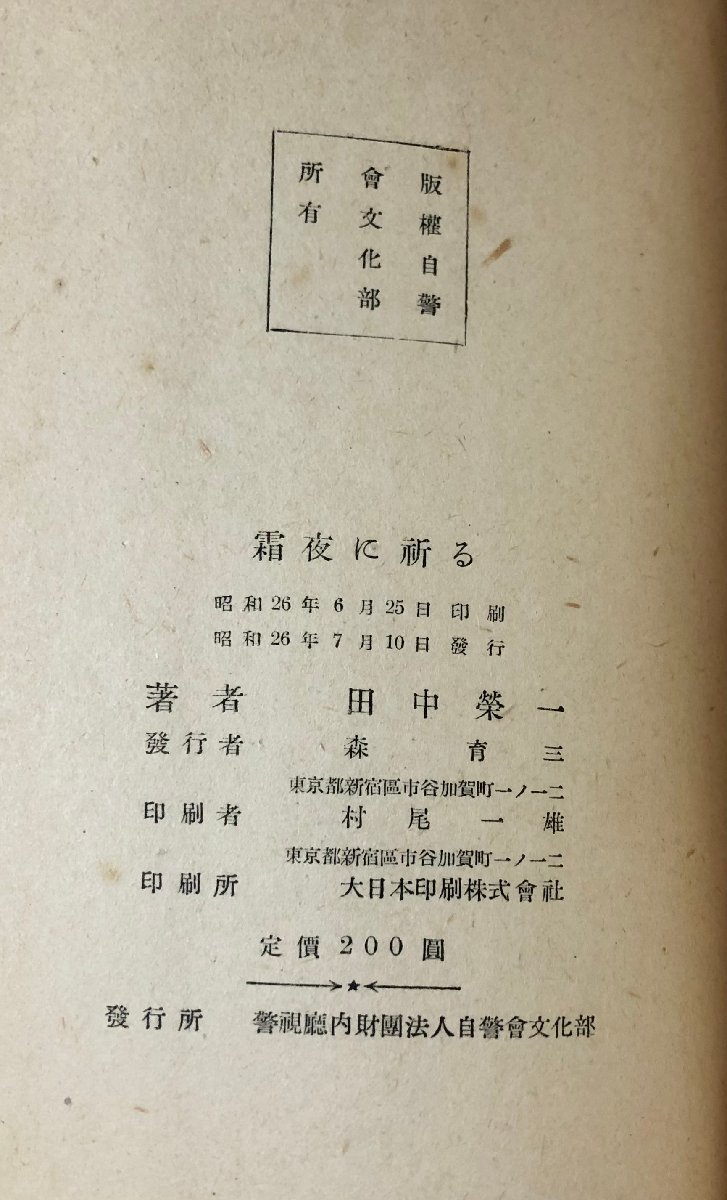 版權自警
會文化部
所有
霜夜に祈る
昭和26年6月25日 印刷
昭和26年7月10日 發行
著者 田中榮一
發行者 森育三
東京都新宿區市谷加賀町一ノ一二
印刷者 村尾一雄
東京都新宿區市谷加賀町一ノ一二
印刷所 大日本印刷株式會社
定價200圓
發行所 警視廳内財團法人自警會文化部